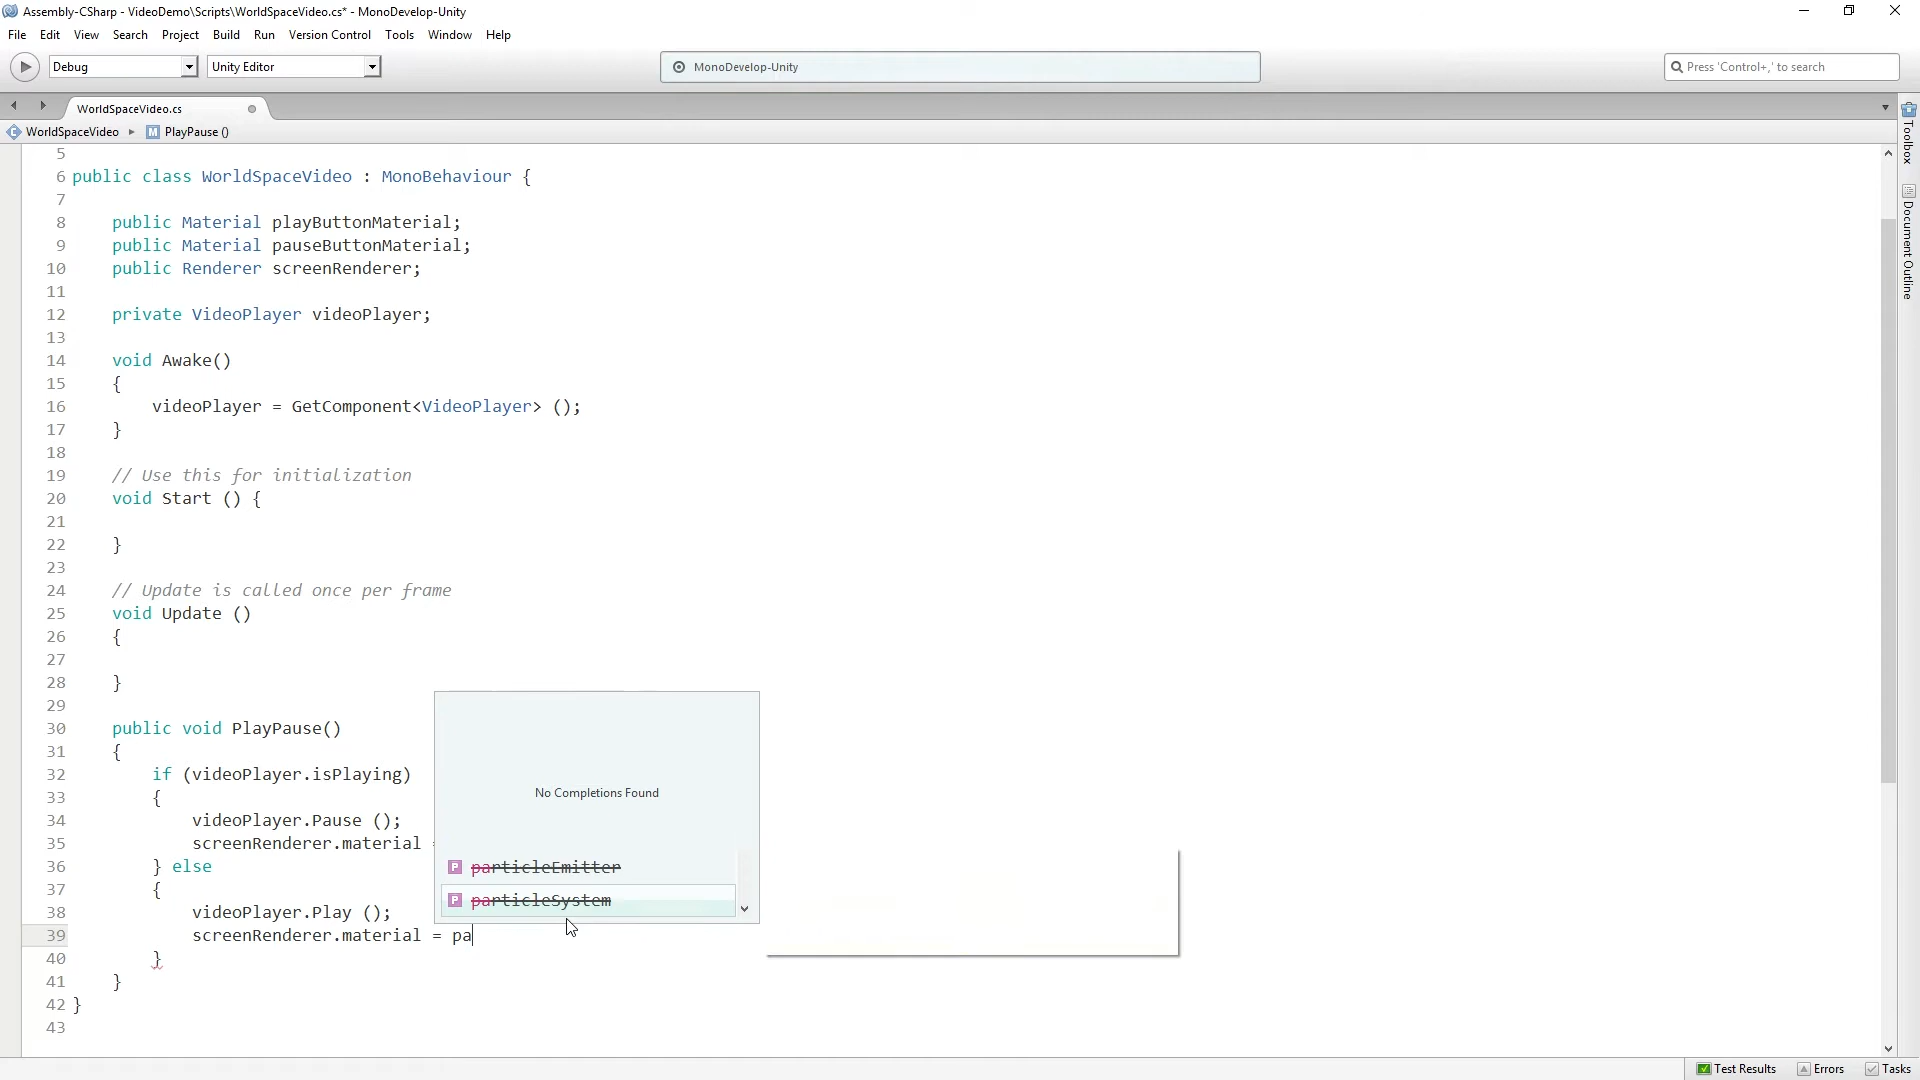 Assembly-CSharp - VideoDemo\Scripts\WorldSpaceVideo.cs* - MonoDevelop-Unity
File Edit View Search Project Build Run Version Control Tools Window Help
Debug Unity Editor MonoDevelop-Unity Press 'Control+,' to search
WorldSpaceVideo.cs
WorldSpaceVideo PlayPause ()
Toolbox
Document Outline
5
6 public class WorldSpaceVideo : MonoBehaviour {
7
8 public Material playButtonMaterial;
9 public Material pauseButtonMaterial;
10 public Renderer screenRenderer;
11
12 private VideoPlayer videoPlayer;
13
14 void Awake()
15 {
16 videoPlayer = GetComponent<VideoPlayer> ();
17 }
18
19 // Use this for initialization
20 void Start () {
21
22 }
23
24 // Update is called once per frame
25 void Update ()
26 {
27
28 }
29
30 public void PlayPause()
31 {
32 if (videoPlayer.isPlaying)
33 {
34 videoPlayer.Pause ();
35 screenRenderer.material
36 } else
37 {
38 videoPlayer.Play ();
39 screenRenderer.material = pa
40 }
41 }
42 }
43
No Completions Found
P particleEmitter
P particleSystem
Test Results Errors Tasks